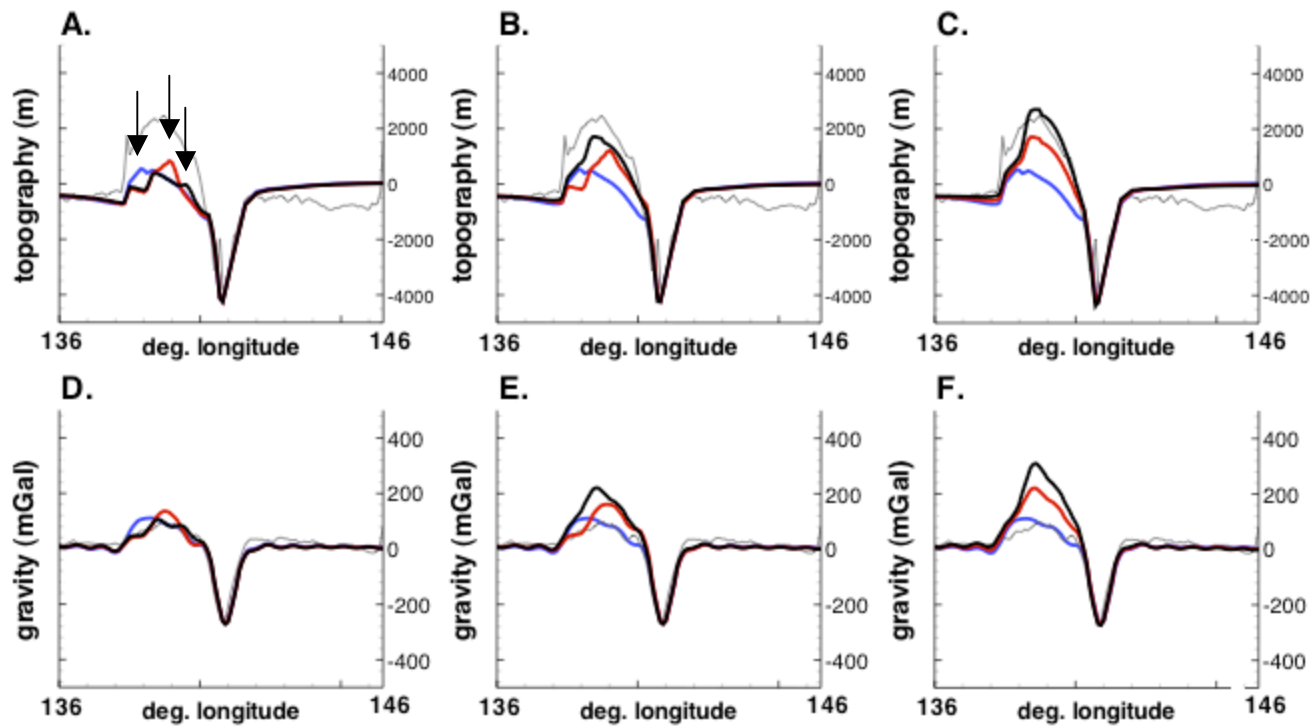 A. B. C.
topography (m) 4000 2000 0 -2000 -4000
136 deg. longitude 146
topography (m) 4000 2000 0 -2000 -4000
136 deg. longitude 146
topography (m) 4000 2000 0 -2000 -4000
136 deg. longitude 146
D. E. F.
gravity (mGal) 400 200 0 -200 -400
136 deg. longitude 146
gravity (mGal) 400 200 0 -200 -400
136 deg. longitude 146
gravity (mGal) 400 200 0 -200 -400
136 deg. longitude 146